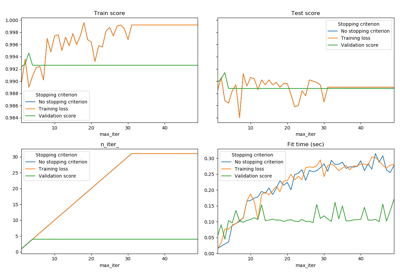 Train score
1.000
0.998
0.996
0.994
0.992
0.990
0.988
0.986
0.984
Stopping criterion
No stopping criterion
Training loss
Validation score
10
20
30
40
max_iter
Test score
Stopping criterion
No stopping criterion
Training loss
Validation score
10
20
30
40
max_iter
n_iter_
30
25
20
15
10
5
0
Stopping criterion
No stopping criterion
Training loss
Validation score
10
20
30
40
max_iter
Fit time (sec)
0.30
0.25
0.20
0.15
0.10
0.05
0.00
Stopping criterion
No stopping criterion
Training loss
Validation score
10
20
30
40
max_iter